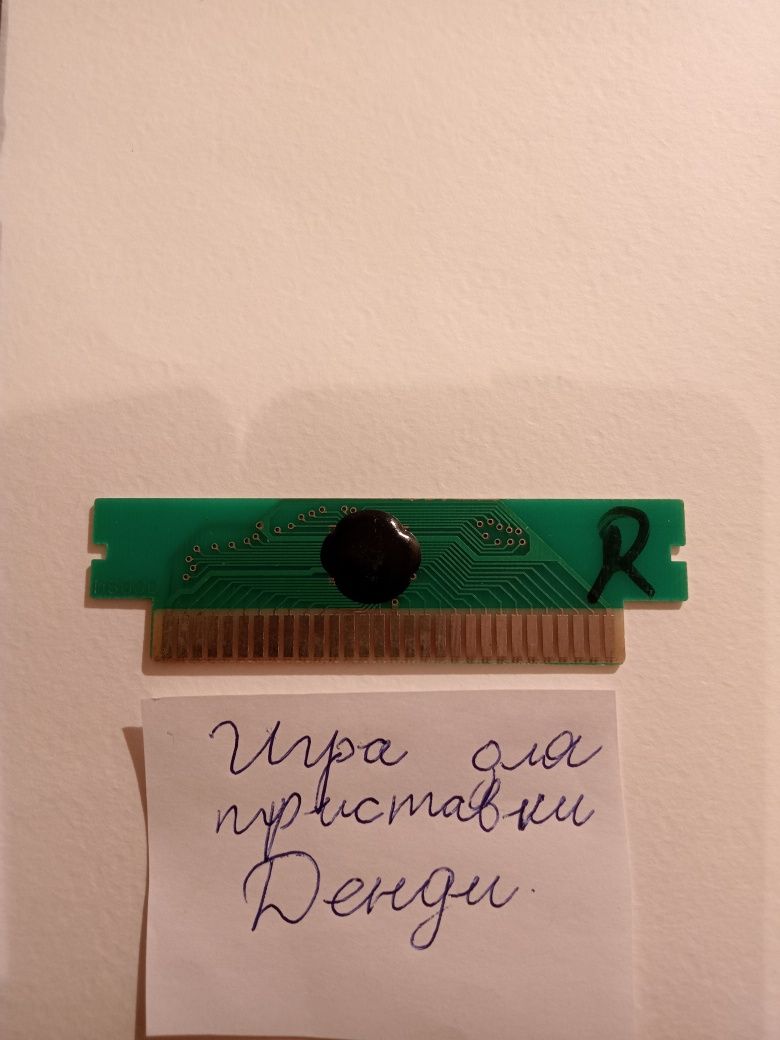 R
Игра для
приставки
Денди.